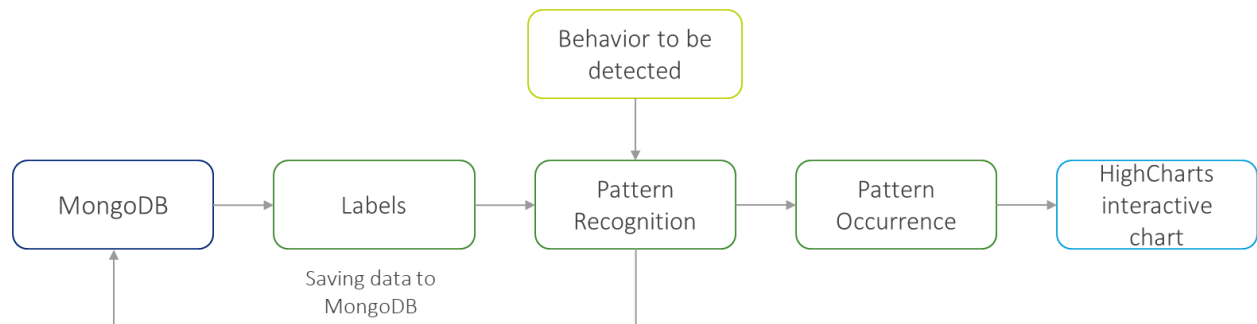 Behavior to be
detected
MongoDB
Labels
Pattern
Recognition
Pattern
Occurrence
HighCharts
interactive
chart
Saving data to
MongoDB